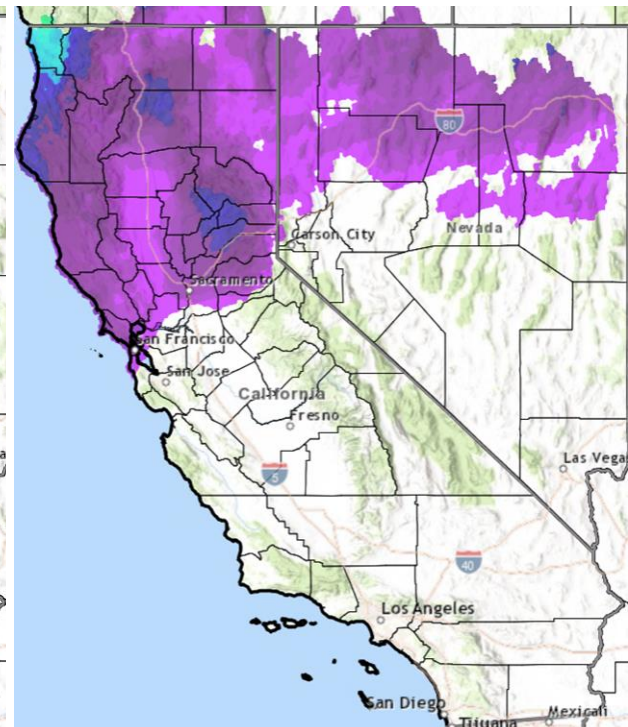 80
Carson City
Nevada
Sacramento
San Francisco
San Jose
California
Fresno
5
Las Vega
40
Los Angeles
San Diego
Tijuana
Mexicali
a